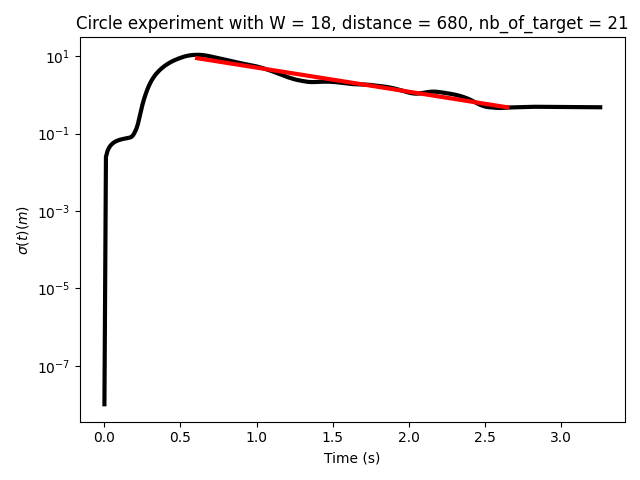 Circle experiment with W = 18, distance = 680, nb_of_target = 21
10¹
10⁻¹
10⁻³
10⁻⁵
10⁻⁷
σ(t)(m)
0.0 0.5 1.0 1.5 2.0 2.5 3.0
Time (s)